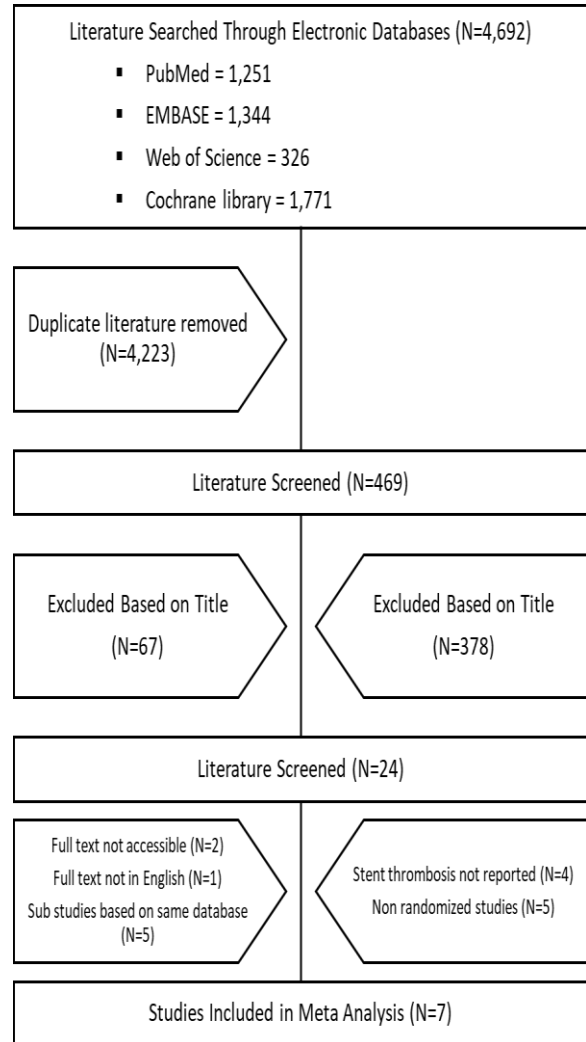 Literature Searched Through Electronic Databases (N=4,692)
▪ PubMed = 1,251
▪ EMBASE = 1,344
▪ Web of Science = 326
▪ Cochrane library = 1,771
Duplicate literature removed
(N=4,223)
Literature Screened (N=469)
Excluded Based on Title
(N=67)
Excluded Based on Title
(N=378)
Literature Screened (N=24)
Full text not accessible (N=2)
Full text not in English (N=1)
Sub studies based on same database
(N=5)
Stent thrombosis not reported (N=4)
Non randomized studies (N=5)
Studies Included in Meta Analysis (N=7)